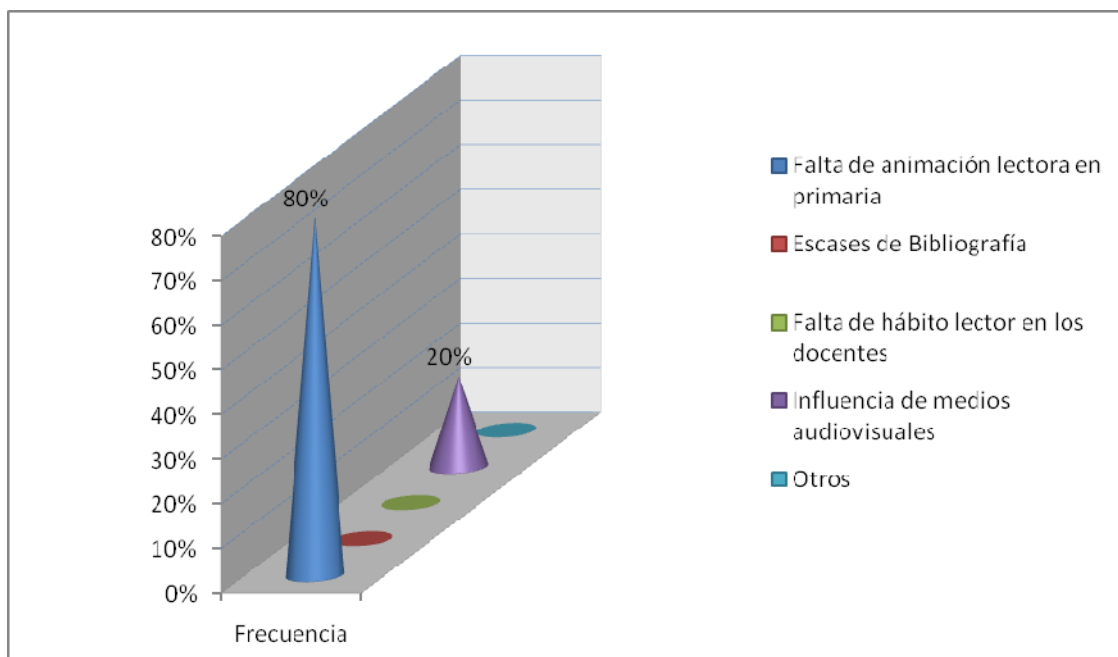 80%
20%
80%
70%
60%
50%
40%
30%
20%
10%
0%
Frecuencia
Falta de animación lectora en
primaria
Escases de Bibliografía
Falta de hábito lector en los
docentes
Influencia de medios
audiovisuales
Otros